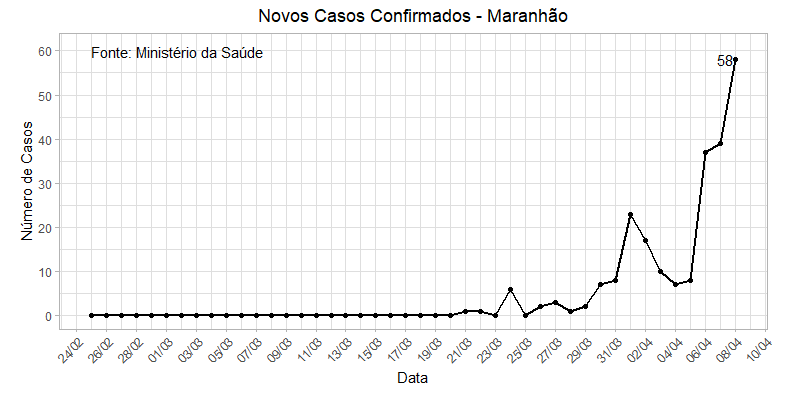 Novos Casos Confirmados - Maranhão
Fonte: Ministério da Saúde
58
Número de Casos
60
50
40
30
20
10
0
24/02 26/02 28/02 01/03 03/03 05/03 07/03 09/03 11/03 13/03 15/03 17/03 19/03 21/03 23/03 25/03 27/03 29/03 31/03 02/04 04/04 06/04 08/04 10/04
Data